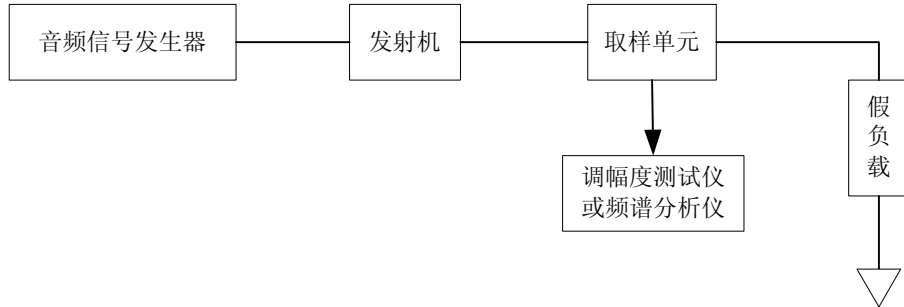 音频信号发生器
发射机
取样单元
假负载
调幅度测试仪
或频谱分析仪